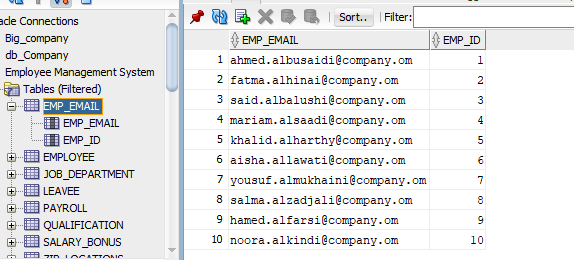 acle Connections
Big_company
db_Company
Employee Management System
Tables (Filtered)
EMP_EMAIL
EMP_EMAIL
EMP_ID
EMPLOYEE
JOB_DEPARTMENT
LEAVEE
PAYROLL
QUALIFICATION
SALARY_BONUS
ZIP_LOCATIONS
Sort.. Filter:
EMP_EMAIL EMP_ID
1 ahmed.albusaidi@company.om 1
2 fatma.alhinai@company.om 2
3 said.albalushi@company.om 3
4 mariam.alsaadi@company.om 4
5 khalid.alharthy@company.om 5
6 aisha.allawati@company.om 6
7 yousuf.almukhaini@company.om 7
8 salma.alzadjali@company.om 8
9 hamed.alfarsi@company.om 9
10 noora.alkindi@company.om 10